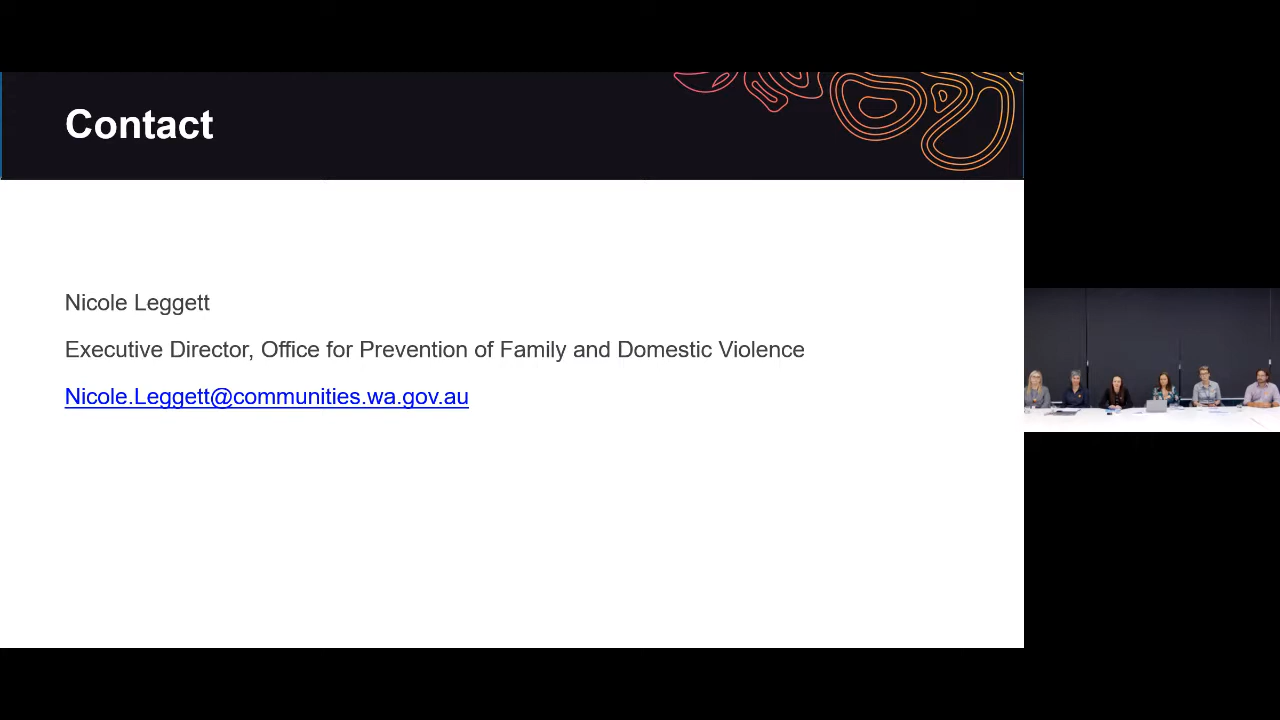 Contact
Nicole Leggett
Executive Director, Office for Prevention of Family and Domestic Violence
Nicole.Leggett@communities.wa.gov.au